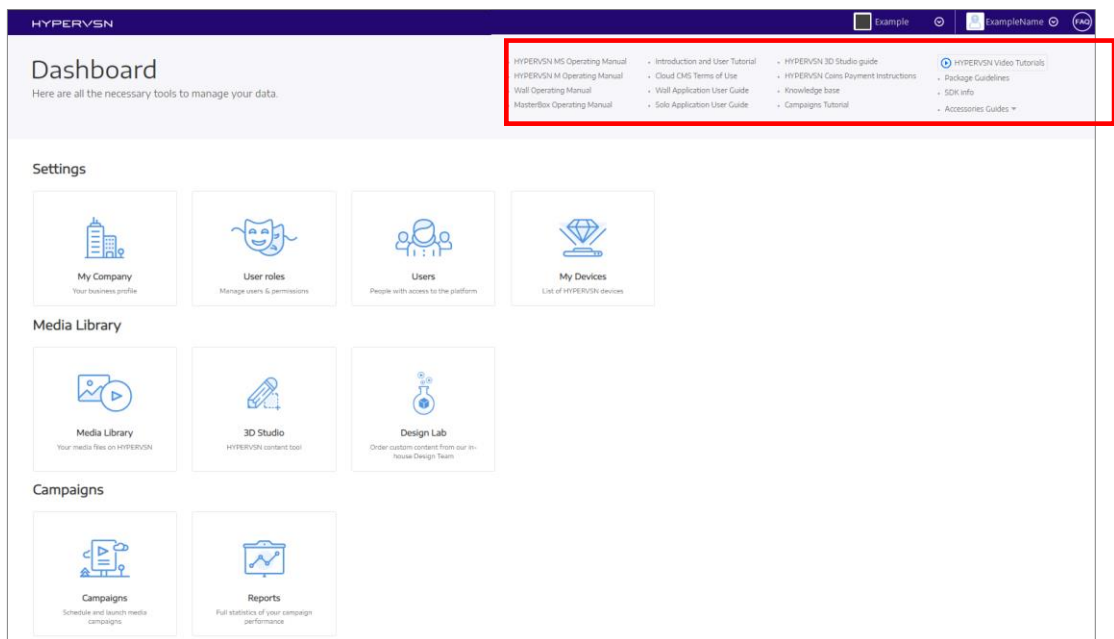 HYPERVSN
Example
ExampleName
FAQ
Dashboard
Here are all the necessary tools to manage your data.
HYPERVSN MS Operating Manual
HYPERVSN M Operating Manual
Wall Operating Manual
MasterBox Operating Manual
Introduction and User Tutorial
Cloud CMS Terms of Use
Wall Application User Guide
Solo Application User Guide
HYPERVSN 3D Studio guide
HYPERVSN Coins Payment Instructions
Knowledge base
Campaigns Tutorial
HYPERVSN Video Tutorials
Package Guidelines
SDK info
Accessories Guides
Settings
My Company
Your business profile
User roles
Manage users & permissions
Users
People with access to the platform
My Devices
List of HYPERVSN devices
Media Library
Media Library
Your media files on HYPERVSN
3D Studio
HYPERVSN content tool
Design Lab
Order custom content from our in-
house Design Team
Campaigns
Campaigns
Schedule and launch media
campaigns
Reports
Full statistics of your campaign
performance